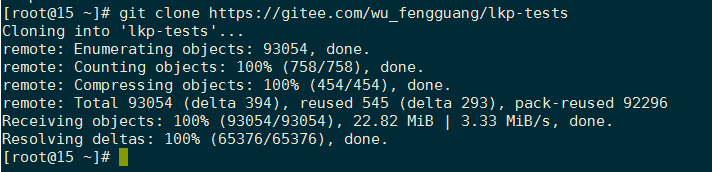 [root@15 ~]# git clone https://gitee.com/wu_fengguang/lkp-tests
Cloning into 'lkp-tests'...
remote: Enumerating objects: 93054, done.
remote: Counting objects: 100% (758/758), done.
remote: Compressing objects: 100% (454/454), done.
remote: Total 93054 (delta 394), reused 545 (delta 293), pack-reused 92296
Receiving objects: 100% (93054/93054), 22.82 MiB | 3.33 MiB/s, done.
Resolving deltas: 100% (65376/65376), done.
[root@15 ~]#